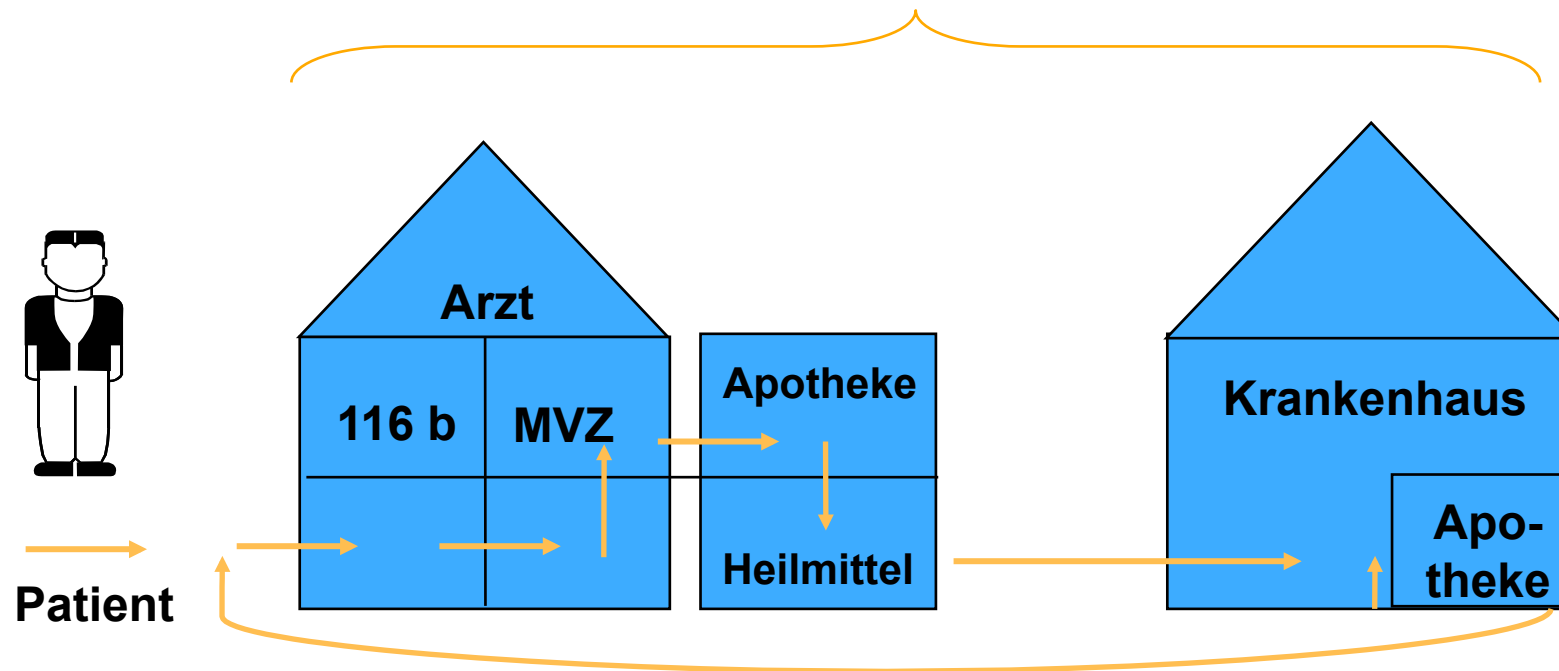 Arzt
116 b
MVZ
Apotheke
Heilmittel
Krankenhaus
Apo-
theke
Patient